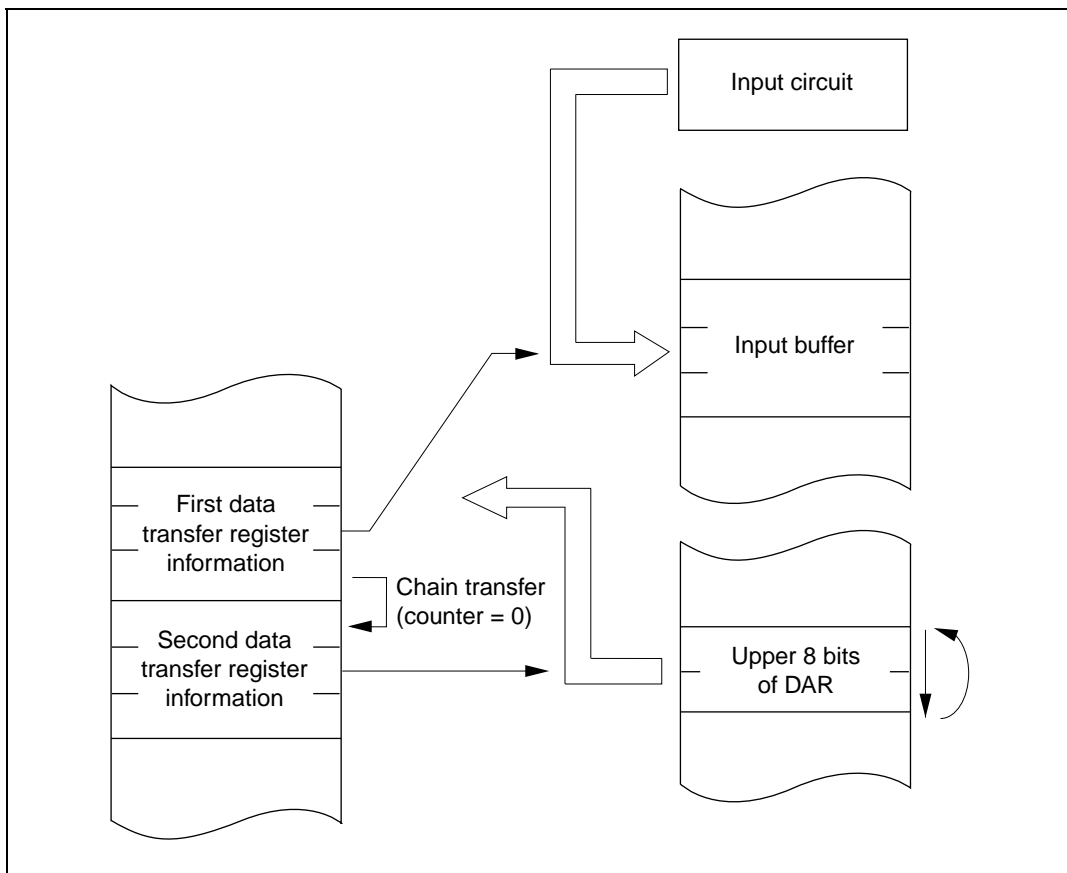 Input circuit
Input buffer
First data
transfer register
information
Chain transfer
(counter = 0)
Second data
transfer register
information
Upper 8 bits
of DAR